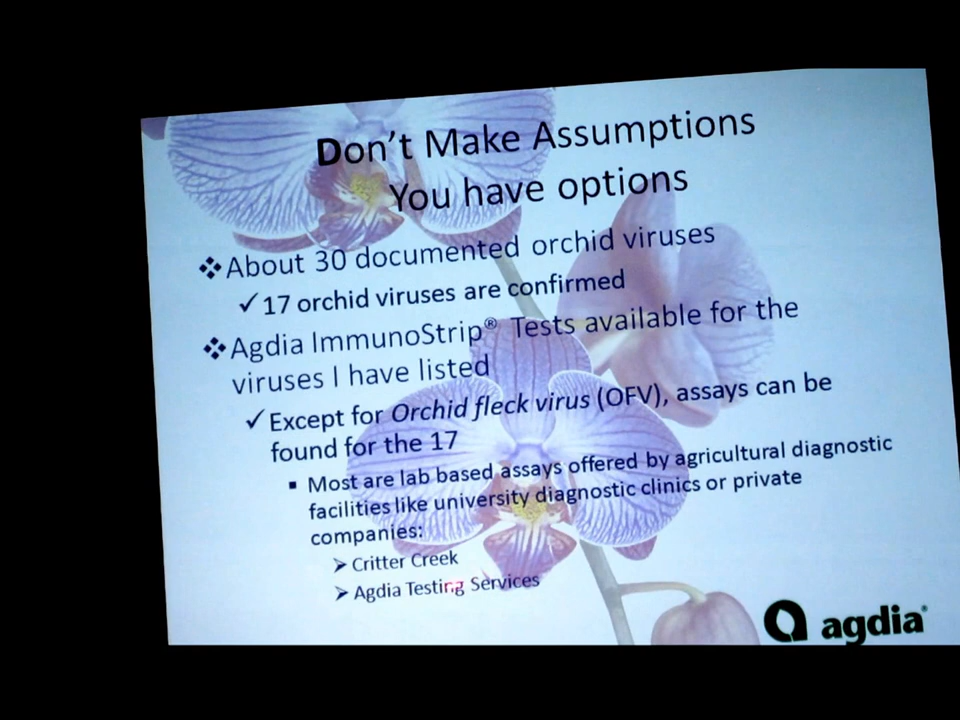 Don't Make Assumptions
You have options
❖About 30 documented orchid viruses
✓17 orchid viruses are confirmed
❖Agdia ImmunoStrip® Tests available for the
viruses I have listed
✓Except for Orchid fleck virus (OFV), assays can be
found for the 17
▪ Most are lab based assays offered by agricultural diagnostic
facilities like university diagnostic clinics or private
companies:
➢Critter Creek
➢Agdia Testing Services
agdia®